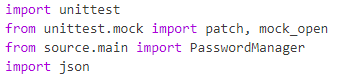 import unittest
from unittest.mock import patch, mock_open
from source.main import PasswordManager
import json